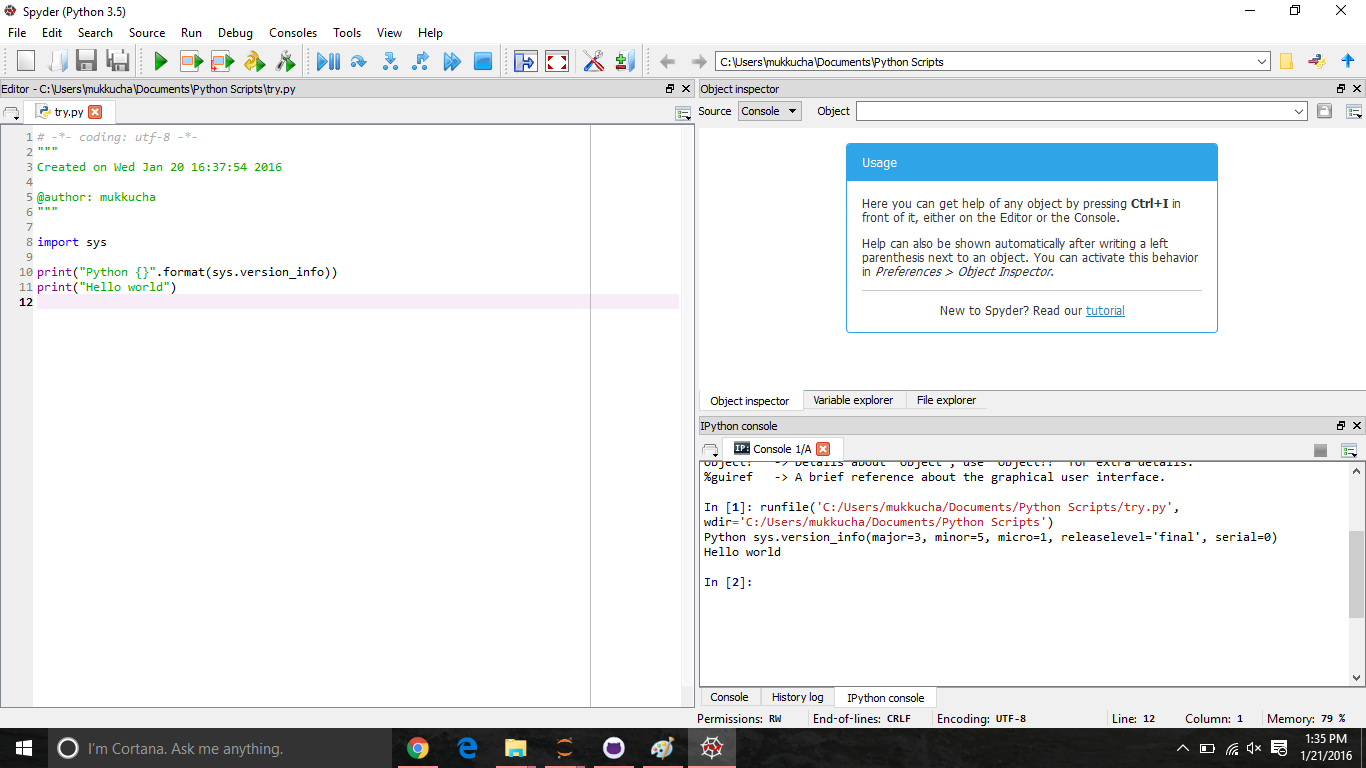 Spyder (Python 3.5)
File Edit Search Source Run Debug Consoles Tools View Help
C:\Users\mukkucha\Documents\Python Scripts
Editor - C:\Users\mukkucha\Documents\Python Scripts\try.py
try.py
1 # -*- coding: utf-8 -*-
2 """
3 Created on Wed Jan 20 16:37:54 2016
4
5 @author: mukkucha
6 """
7
8 import sys
9
10 print("Python {}".format(sys.version_info))
11 print("Hello world")
12
Object inspector
Source Console Object
Usage
Here you can get help of any object by pressing Ctrl+I in
front of it, either on the Editor or the Console.
Help can also be shown automatically after writing a left
parenthesis next to an object. You can activate this behavior
in Preferences > Object Inspector.
New to Spyder? Read our tutorial
Object inspector Variable explorer File explorer
IPython console
IP: Console 1/A
object? -> Details about 'object', use 'object??' for extra details.
%guiref -> A brief reference about the graphical user interface.
In [1]: runfile('C:/Users/mukkucha/Documents/Python Scripts/try.py',
wdir='C:/Users/mukkucha/Documents/Python Scripts')
Python sys.version_info(major=3, minor=5, micro=1, releaselevel='final', serial=0)
Hello world
In [2]:
Console History log IPython console
Permissions: RW End-of-lines: CRLF Encoding: UTF-8 Line: 12 Column: 1 Memory: 79 %
I'm Cortana. Ask me anything.
1:35 PM
1/21/2016